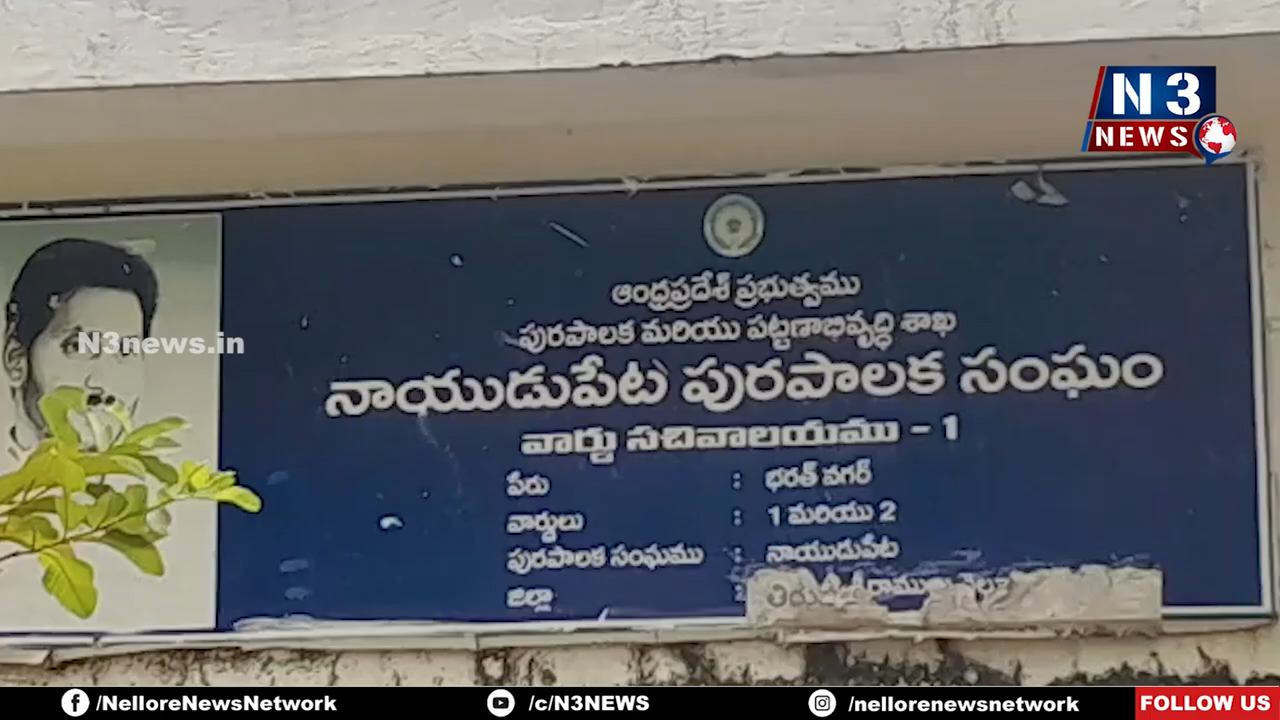 N3
NEWS
ఆంధ్రప్రదేశ్ ప్రభుత్వము
పురపాలక మరియు పట్టణాభివృద్ధి శాఖ
N3news.in
నాయుడుపేట పురపాలక సంఘం
వార్డు సచివాలయము - 1
పేరు : భరత్ నగర్
వార్డులు : 1 మరియు 2
పురపాలక సంఘము : నాయుడుపేట
జిల్లా :
/NelloreNewsNetwork /c/N3NEWS /nellorenewsnetwork FOLLOW US